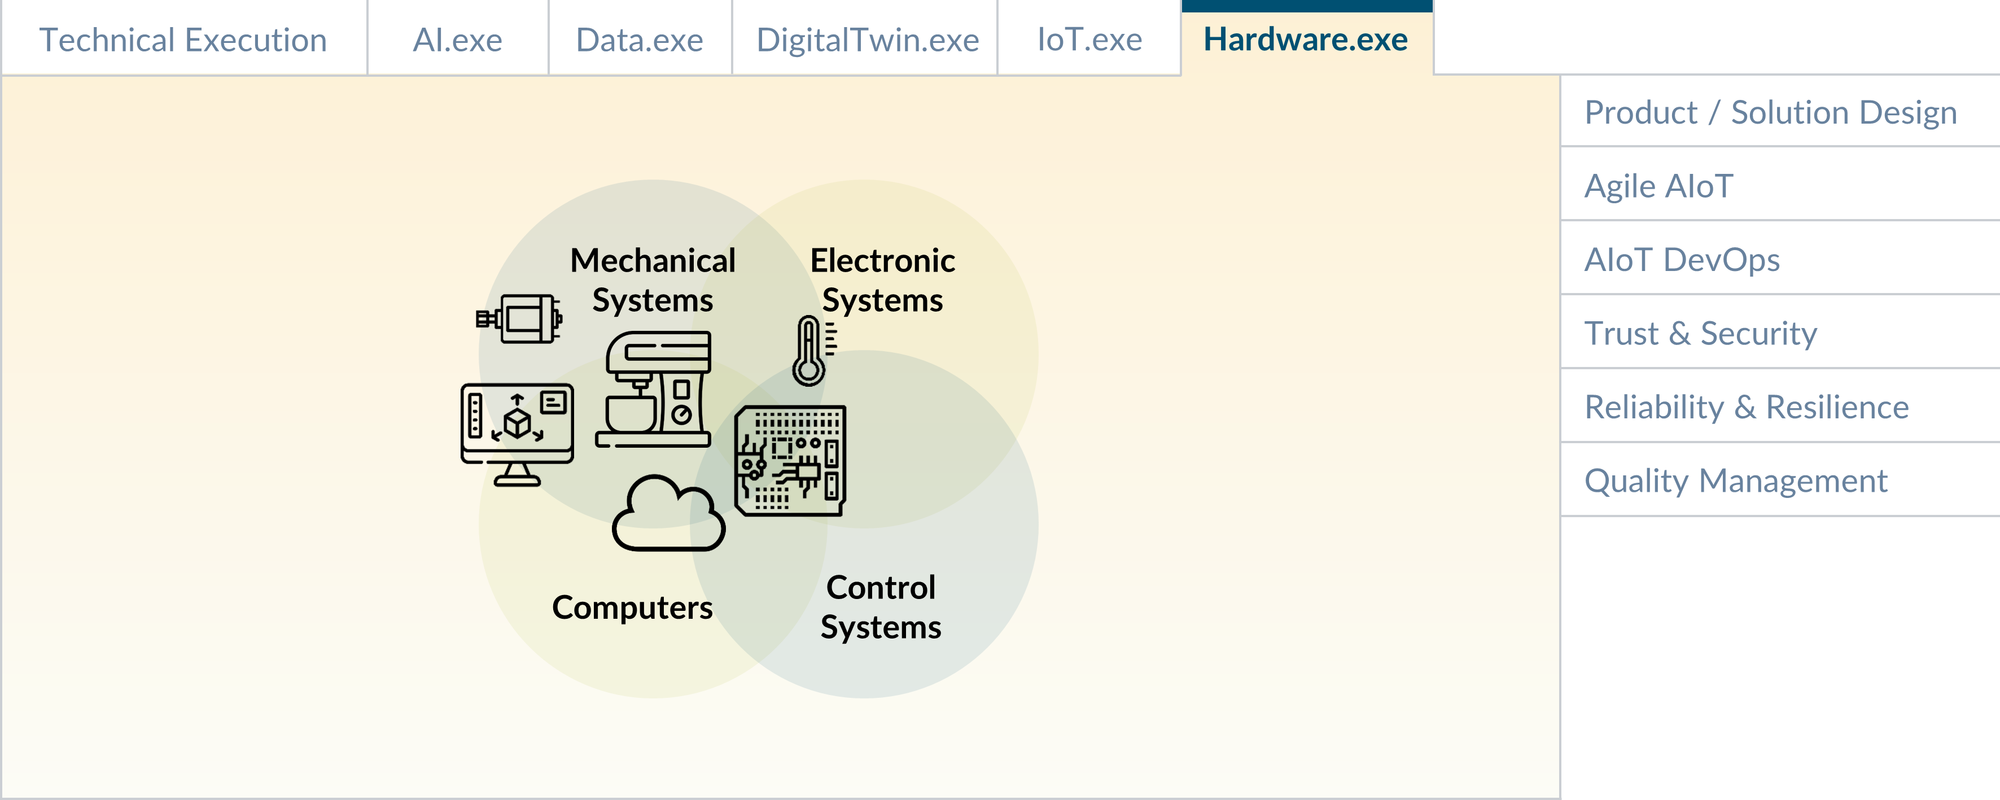 Technical Execution
AI.exe
Data.exe
DigitalTwin.exe
IoT.exe
Hardware.exe
Product / Solution Design
Agile AIoT
AIoT DevOps
Trust & Security
Reliability & Resilience
Quality Management
Mechanical
Systems
Electronic
Systems
Computers
Control
Systems